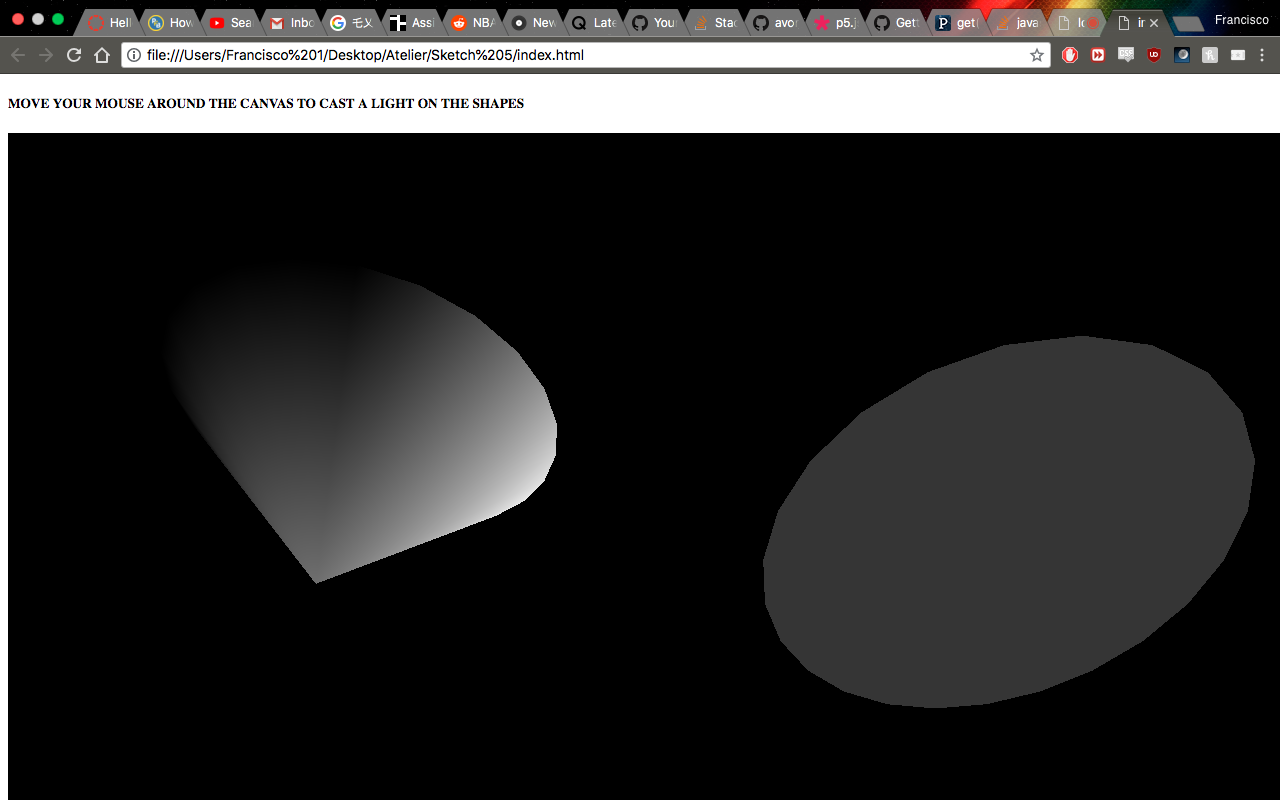 Hell How Sea Inbo 毛メ Assi NBA New Late You Stac avor p5.j Gett get( java lo in Francisco
file:///Users/Francisco%201/Desktop/Atelier/Sketch%205/index.html
MOVE YOUR MOUSE AROUND THE CANVAS TO CAST A LIGHT ON THE SHAPES